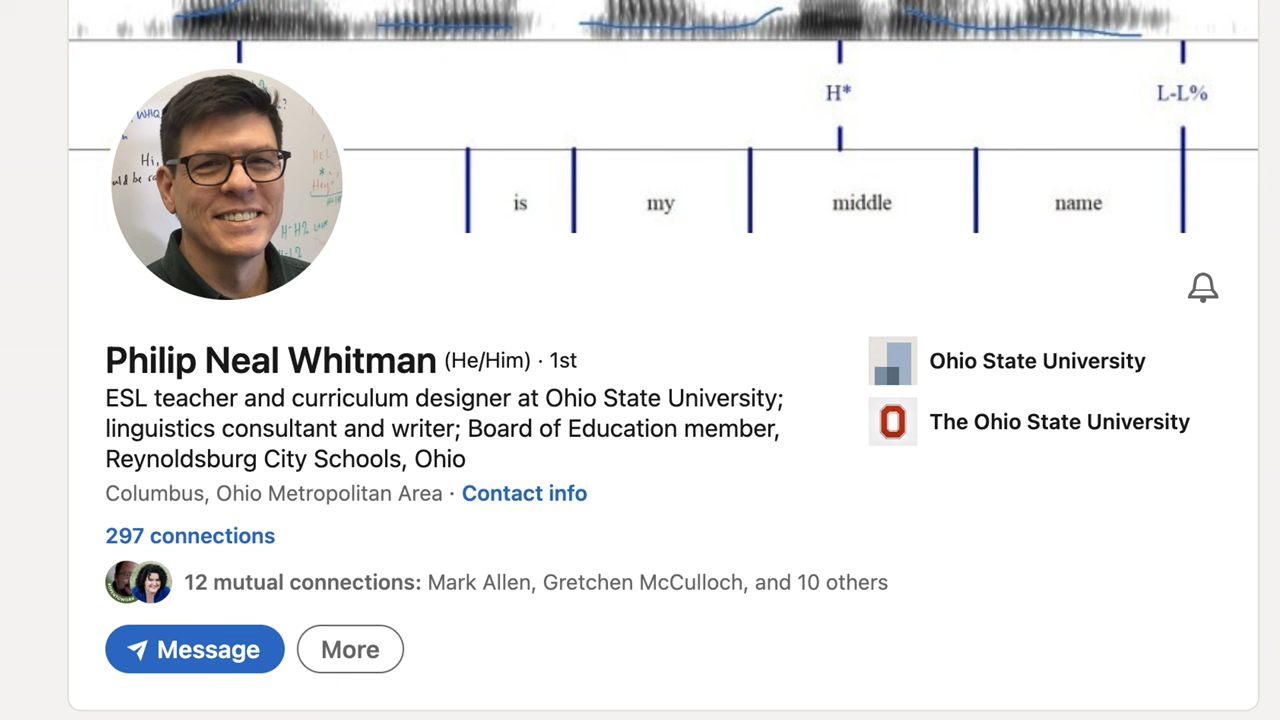 H*
L-L%
is
my
middle
name
WHQ
Hi,
H-H%
Philip Neal Whitman (He/Him) · 1st
ESL teacher and curriculum designer at Ohio State University;
linguistics consultant and writer; Board of Education member,
Reynoldsburg City Schools, Ohio
Columbus, Ohio Metropolitan Area · Contact info
297 connections
12 mutual connections: Mark Allen, Gretchen McCulloch, and 10 others
Message
More
Ohio State University
The Ohio State University